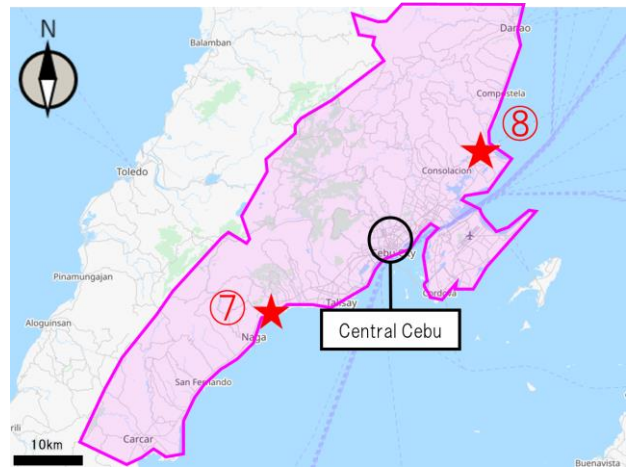 N
Balamban
Danao
Compostela
⑧
Toledo
Consolacion
Pinamungajan
Cebu City
⑦
Talisay
Cordova
Aloguinsan
Naga
Central Cebu
San Fernando
Carcar
10km
Buenavista